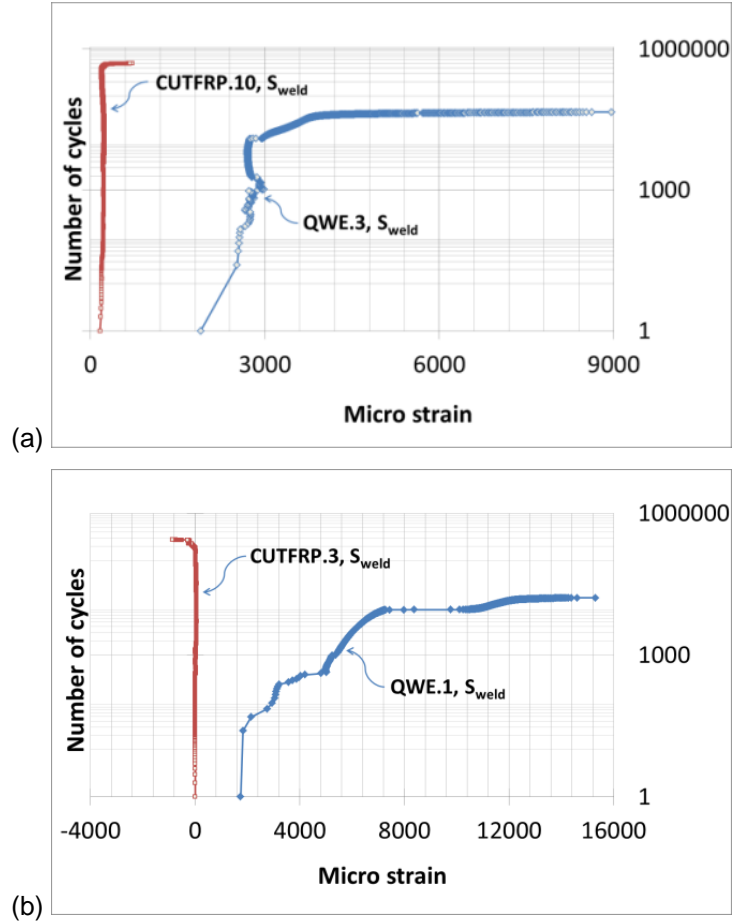 1000000
CUTFRP.10, Sweld
Number of cycles
1000
QWE.3, Sweld
1
0 3000 6000 9000
Micro strain
(a)
1000000
CUTFRP.3, Sweld
Number of cycles
1000
QWE.1, Sweld
1
-4000 0 4000 8000 12000 16000
Micro strain
(b)